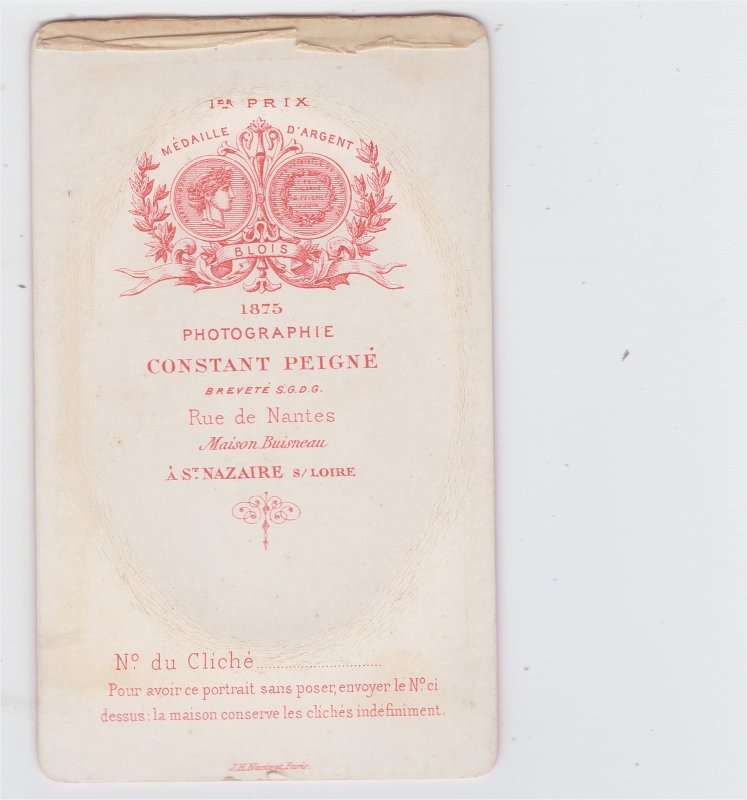 1ER PRIX
MÉDAILLE D'ARGENT
BLOIS
1875
PHOTOGRAPHIE
CONSTANT PEIGNÉ
BREVETÉ S.G.D.G.
Rue de Nantes
Maison Buisneau
À ST. NAZAIRE S/LOIRE
No. du Cliché..............................
Pour avoir ce portrait sans poser, envoyer le No. ci
dessus: la maison conserve les clichés indéfiniment.
Paris